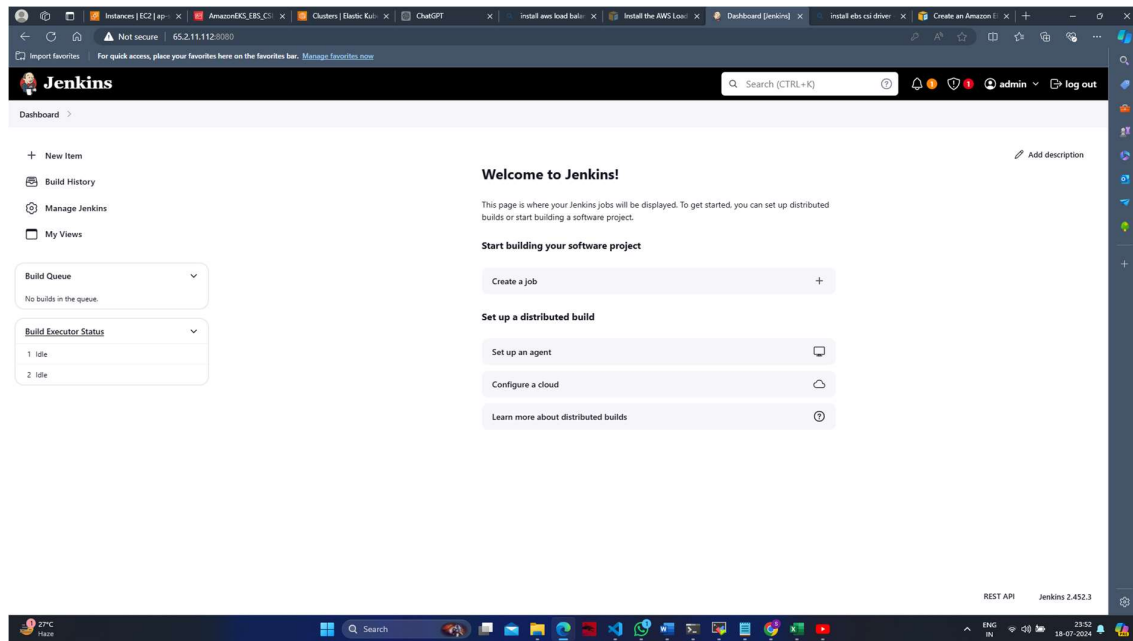 Instances | EC2 | ap-s
AmazonEKS_EBS_CSI
Clusters | Elastic Kube
ChatGPT
install aws load balan
Install the AWS Load
Dashboard [Jenkins]
install ebs csi driver
Create an Amazon E
Not secure | 65.2.11.112:8080
Import favorites | For quick access, place your favorites here on the favorites bar. Manage favorites now
Jenkins
Search (CTRL+K)
1
1
admin
log out
Dashboard >
New Item
Build History
Manage Jenkins
My Views
Build Queue
No builds in the queue.
Build Executor Status
1 Idle
2 Idle
Add description
Welcome to Jenkins!
This page is where your Jenkins jobs will be displayed. To get started, you can set up distributed
builds or start building a software project.
Start building your software project
Create a job
Set up a distributed build
Set up an agent
Configure a cloud
Learn more about distributed builds
REST API Jenkins 2.452.3
1
27°C
Haze
Search
ENG
IN
23:52
18-07-2024